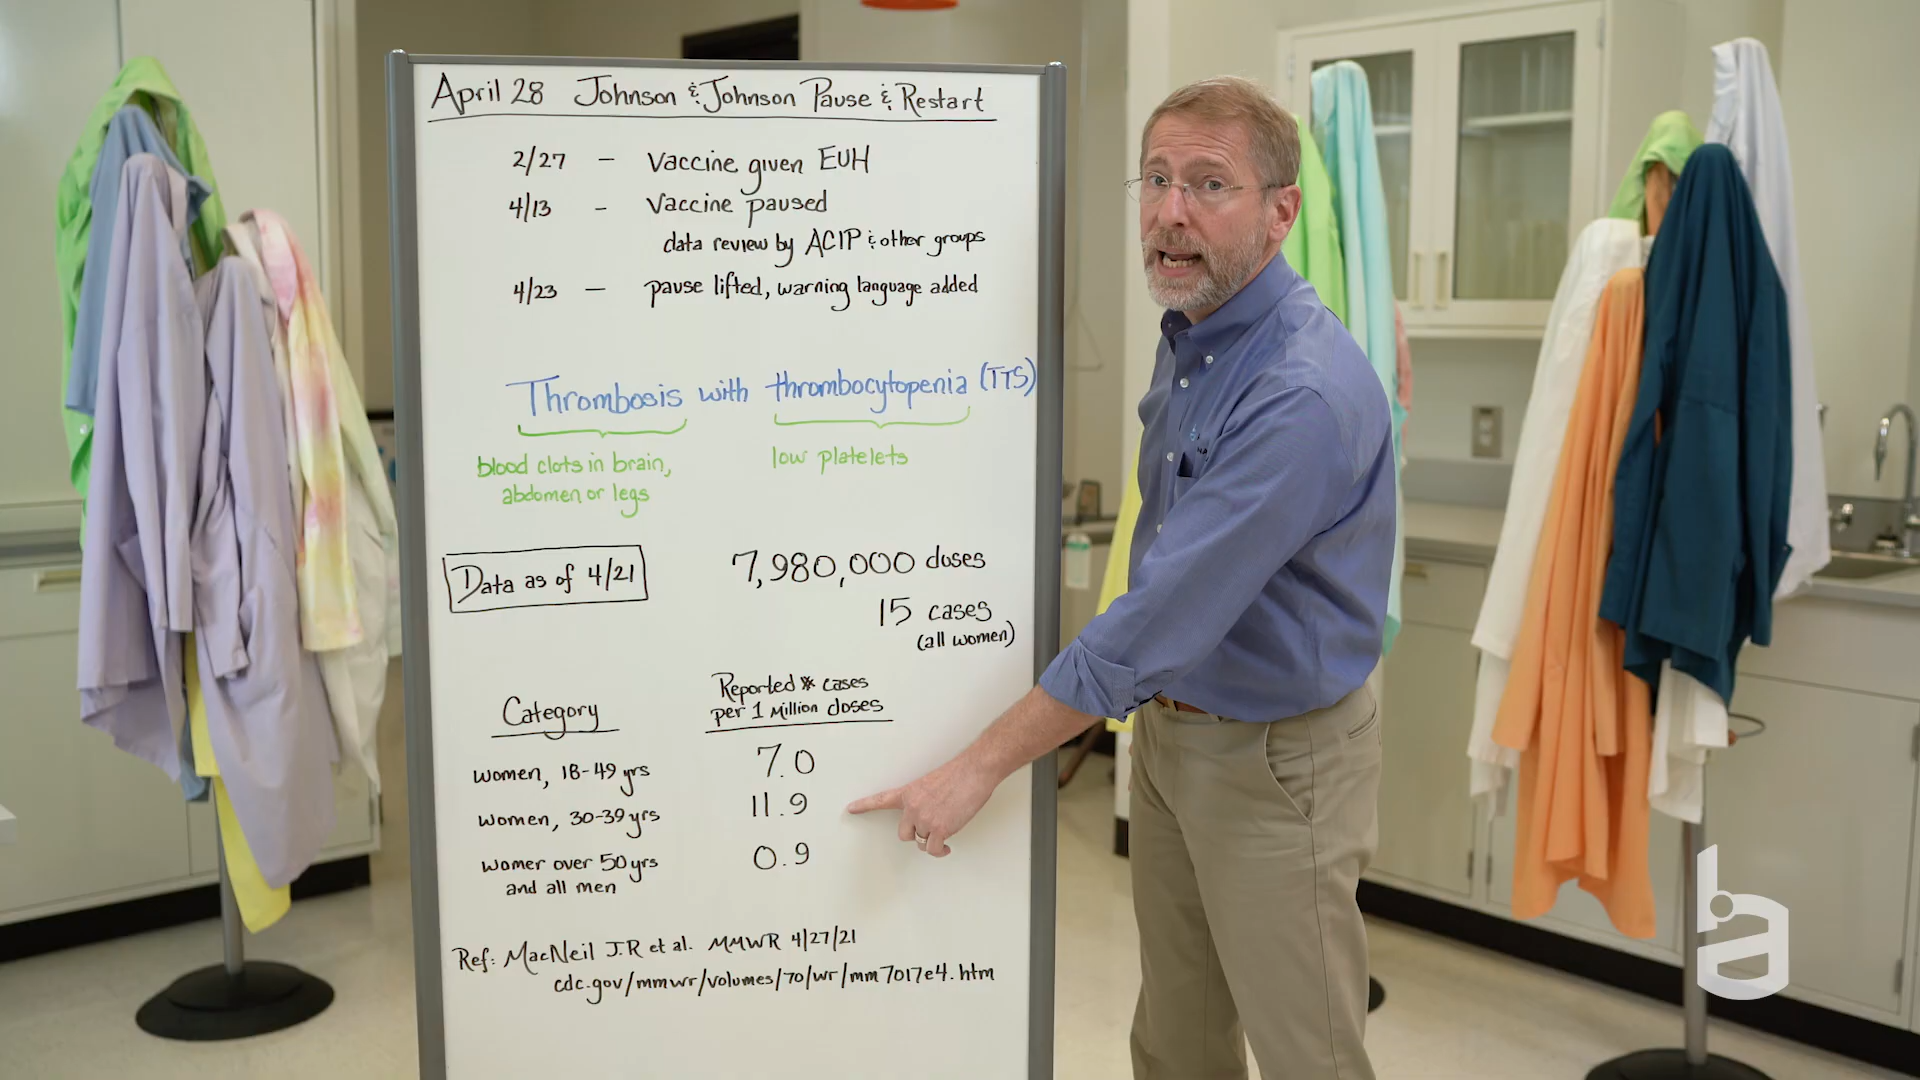 April 28 Johnson & Johnson Pause & Restart
2/27 - Vaccine given EUH
4/13 - Vaccine paused
data review by ACIP & other groups
4/23 - pause lifted, warning language added
Thrombosis with thrombocytopenia (TTS)
blood clots in brain, low platelets
abdomen or legs
Data as of 4/21 7,980,000 doses
15 cases
(all women)
Category Reported * cases
per 1 Million doses
women, 18-49 yrs 7.0
women, 30-39 yrs 11.9
women over 50 yrs 0.9
and all men
Ref: MacNeil J.R et al. MMWR 4/27/21
cdc.gov/mmwr/volumes/70/wr/mm7017e4.htm
ba